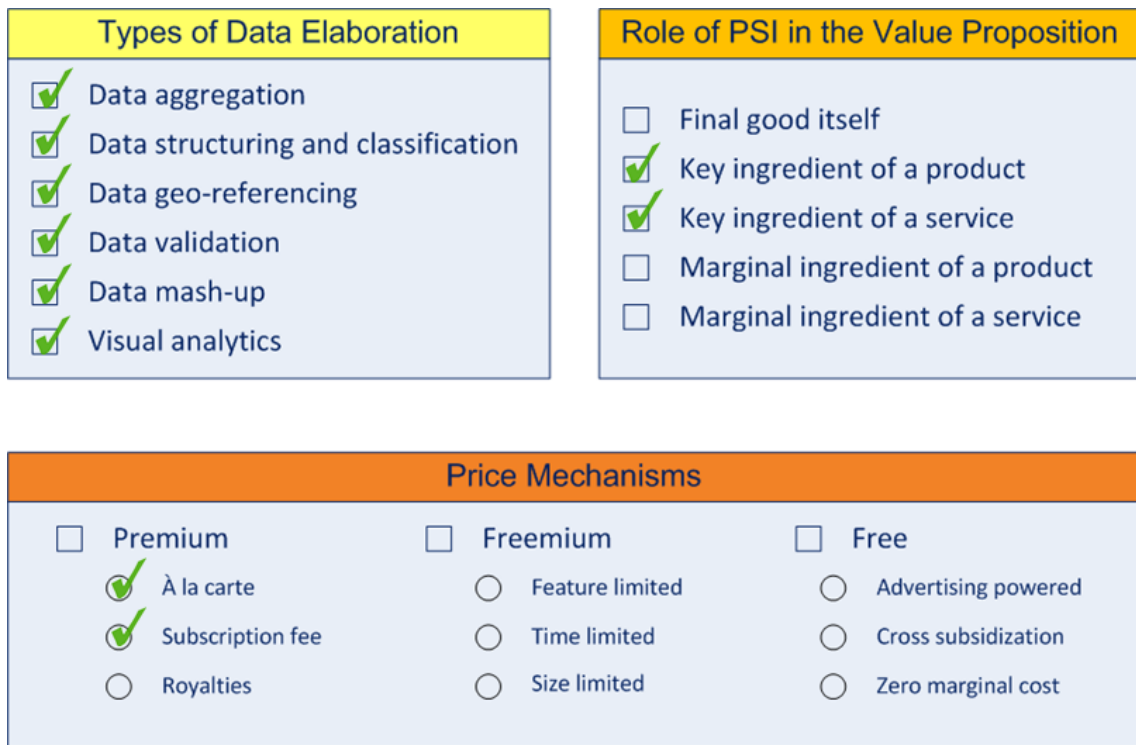 Types of Data Elaboration
Data aggregation
Data structuring and classification
Data geo-referencing
Data validation
Data mash-up
Visual analytics
Role of PSI in the Value Proposition
Final good itself
Key ingredient of a product
Key ingredient of a service
Marginal ingredient of a product
Marginal ingredient of a service
Price Mechanisms
Premium
À la carte
Subscription fee
Royalties
Freemium
Feature limited
Time limited
Size limited
Free
Advertising powered
Cross subsidization
Zero marginal cost